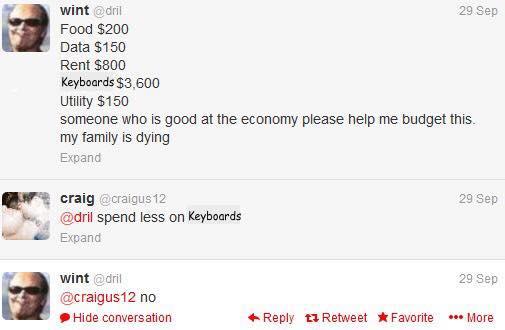 wint @dril 29 Sep
Food $200
Data $150
Rent $800
Keyboards $3,600
Utility $150
someone who is good at the economy please help me budget this.
my family is dying
Expand
craig @craigus12 29 Sep
@dril spend less on Keyboards
Expand
wint @dril 29 Sep
@craigus12 no
Hide conversation Reply Retweet Favorite More